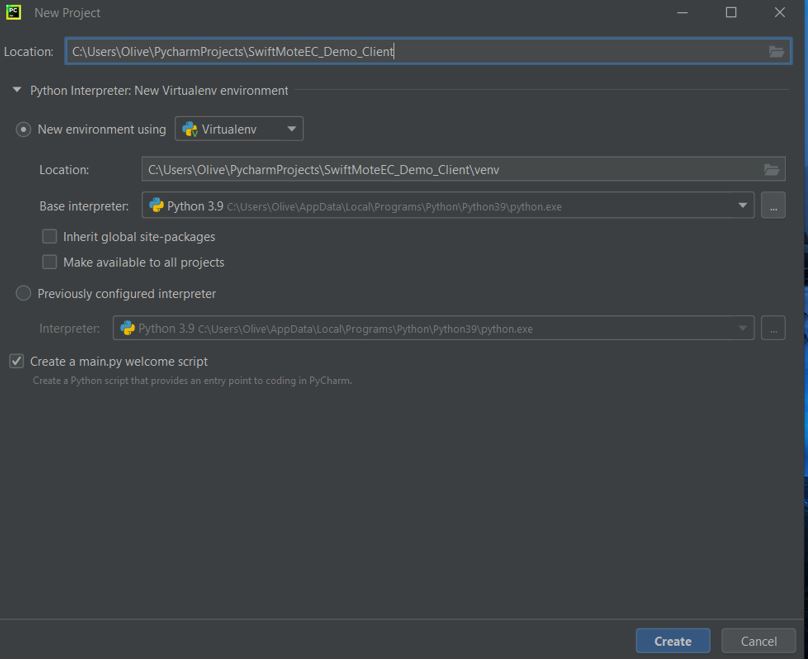 PC
New Project
Location: C:\Users\Olive\PycharmProjects\SwiftMoteEC_Demo_Client
Python Interpreter: New Virtualenv environment
New environment using Virtualenv
Location: C:\Users\Olive\PycharmProjects\SwiftMoteEC_Demo_Client\venv
Base interpreter: Python 3.9 C:\Users\Olive\AppData\Local\Programs\Python\Python39\python.exe ...
Inherit global site-packages
Make available to all projects
Previously configured interpreter
Interpreter: Python 3.9 C:\Users\Olive\AppData\Local\Programs\Python\Python39\python.exe ...
Create a main.py welcome script
Create a Python script that provides an entry point to coding in PyCharm.
Create Cancel